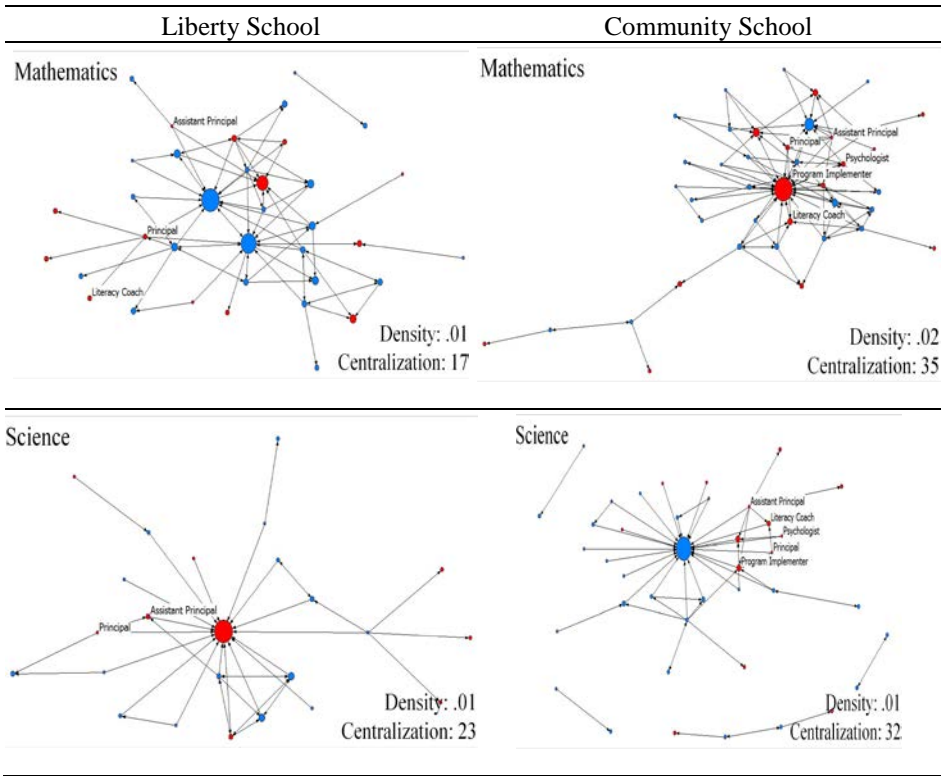 Liberty School
Community School
Mathematics
Assistant Principal
Principal
Literacy Coach
Density: .01
Centralization: 17
Mathematics
Assistant Principal
Principal
Psychologist
Program Implementer
Literacy Coach
Density: .02
Centralization: 35
Science
Assistant Principal
Principal
Density: .01
Centralization: 23
Science
Assistant Principal
Literacy Coach
Psychologist
Principal
Program Implementer
Density: .01
Centralization: 32